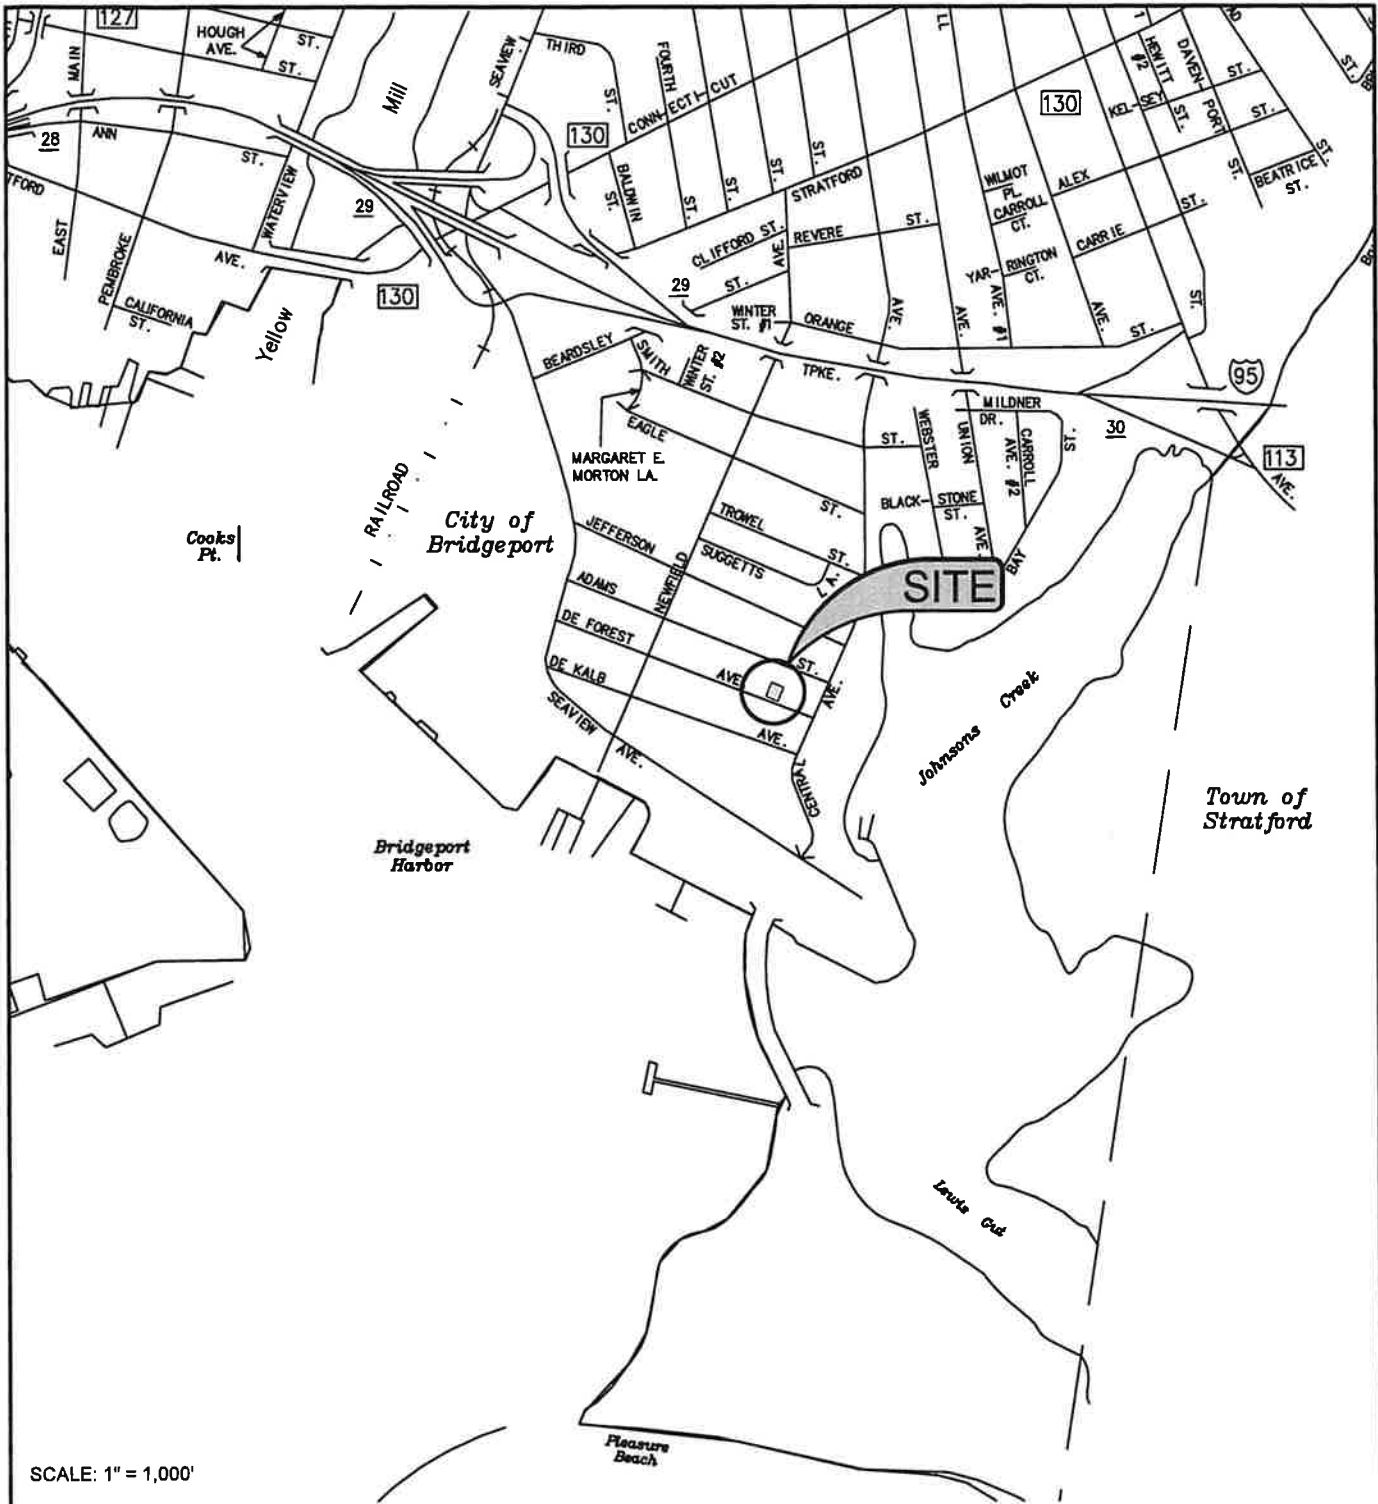 127
HOUGH
AVE.
ST.
ST.
MAIN
Mill
SEAVIEW
THIRD
ST.
FOURTH
CONNECTICUT
130
130
LL
1
HEWITT
#2
ST.
DAVEN-
PORT
ST.
KEL-SEY
ST.
ST.
ST.
BEATRICE
ST.
ST.
28
ANN
ST.
TFORD
EAST
PEMBROKE
WATERVIEW
AVE.
29
130
CALIFORNIA
ST.
Yellow
BALDWIN
ST.
ST.
ST.
ST.
ST.
STRATFORD
CLIFFORD ST.
AVE.
REVERE
ST.
ST.
29
WINTER
ST. #1
ORANGE
AVE.
AVE.
WILMOT
PL.
CARROLL
CT.
ALEX
YAR-RINGTON
CT.
CARRIE
ST.
AVE. #1
AVE.
ST.
ST.
95
BEARDSLEY
SMITH
WINTER
ST. #2
TPKE.
MILDNER
DR.
30
113
AVE.
EAGLE
MARGARET E.
MORTON LA.
ST.
WEBSTER
UNION
CARROLL
AVE. #2
ST.
BLACK-STONE
ST.
AVE.
BAY
ST.
RAILROAD
Cooks
Pt.
City of
Bridgeport
JEFFERSON
TROWEL
ST.
SUGGETTS
LA.
NEWFIELD
SITE
ADAMS
ST.
DE FOREST
AVE.
DE KALB
AVE.
AVE.
SEAVIEW
AVE.
CENTRAL
Johnsons Creek
Town of
Stratford
Bridgeport
Harbor
Lewis Gut
Pleasure
Beach
SCALE: 1" = 1,000'